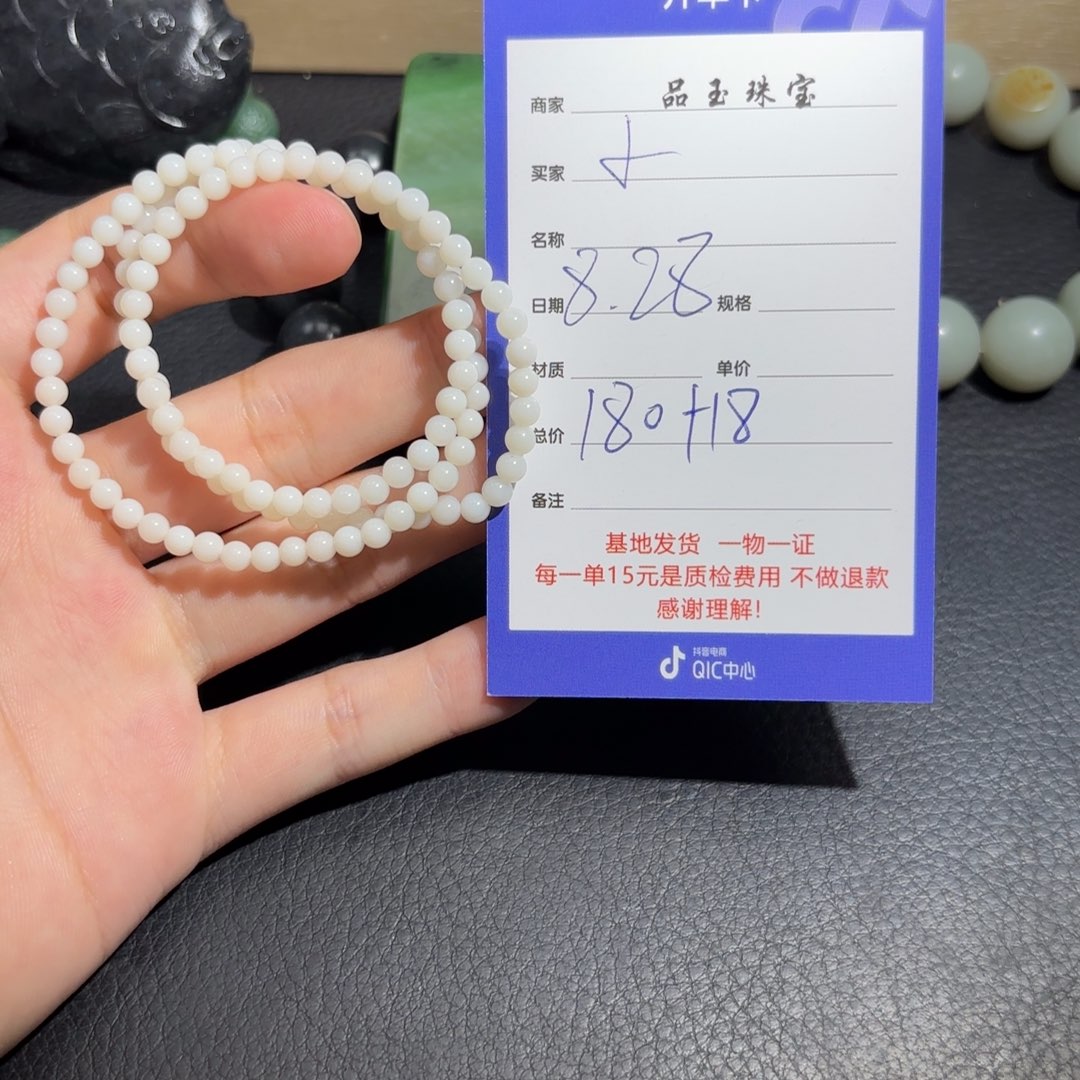 开单卡
商家 品玉珠宝
买家
名称
日期 8.28 规格
材质 单价
总价 180+18
备注
基地发货 一物一证
每一单15元是质检费用 不做退款
感谢理解!
抖音电商
QIC中心